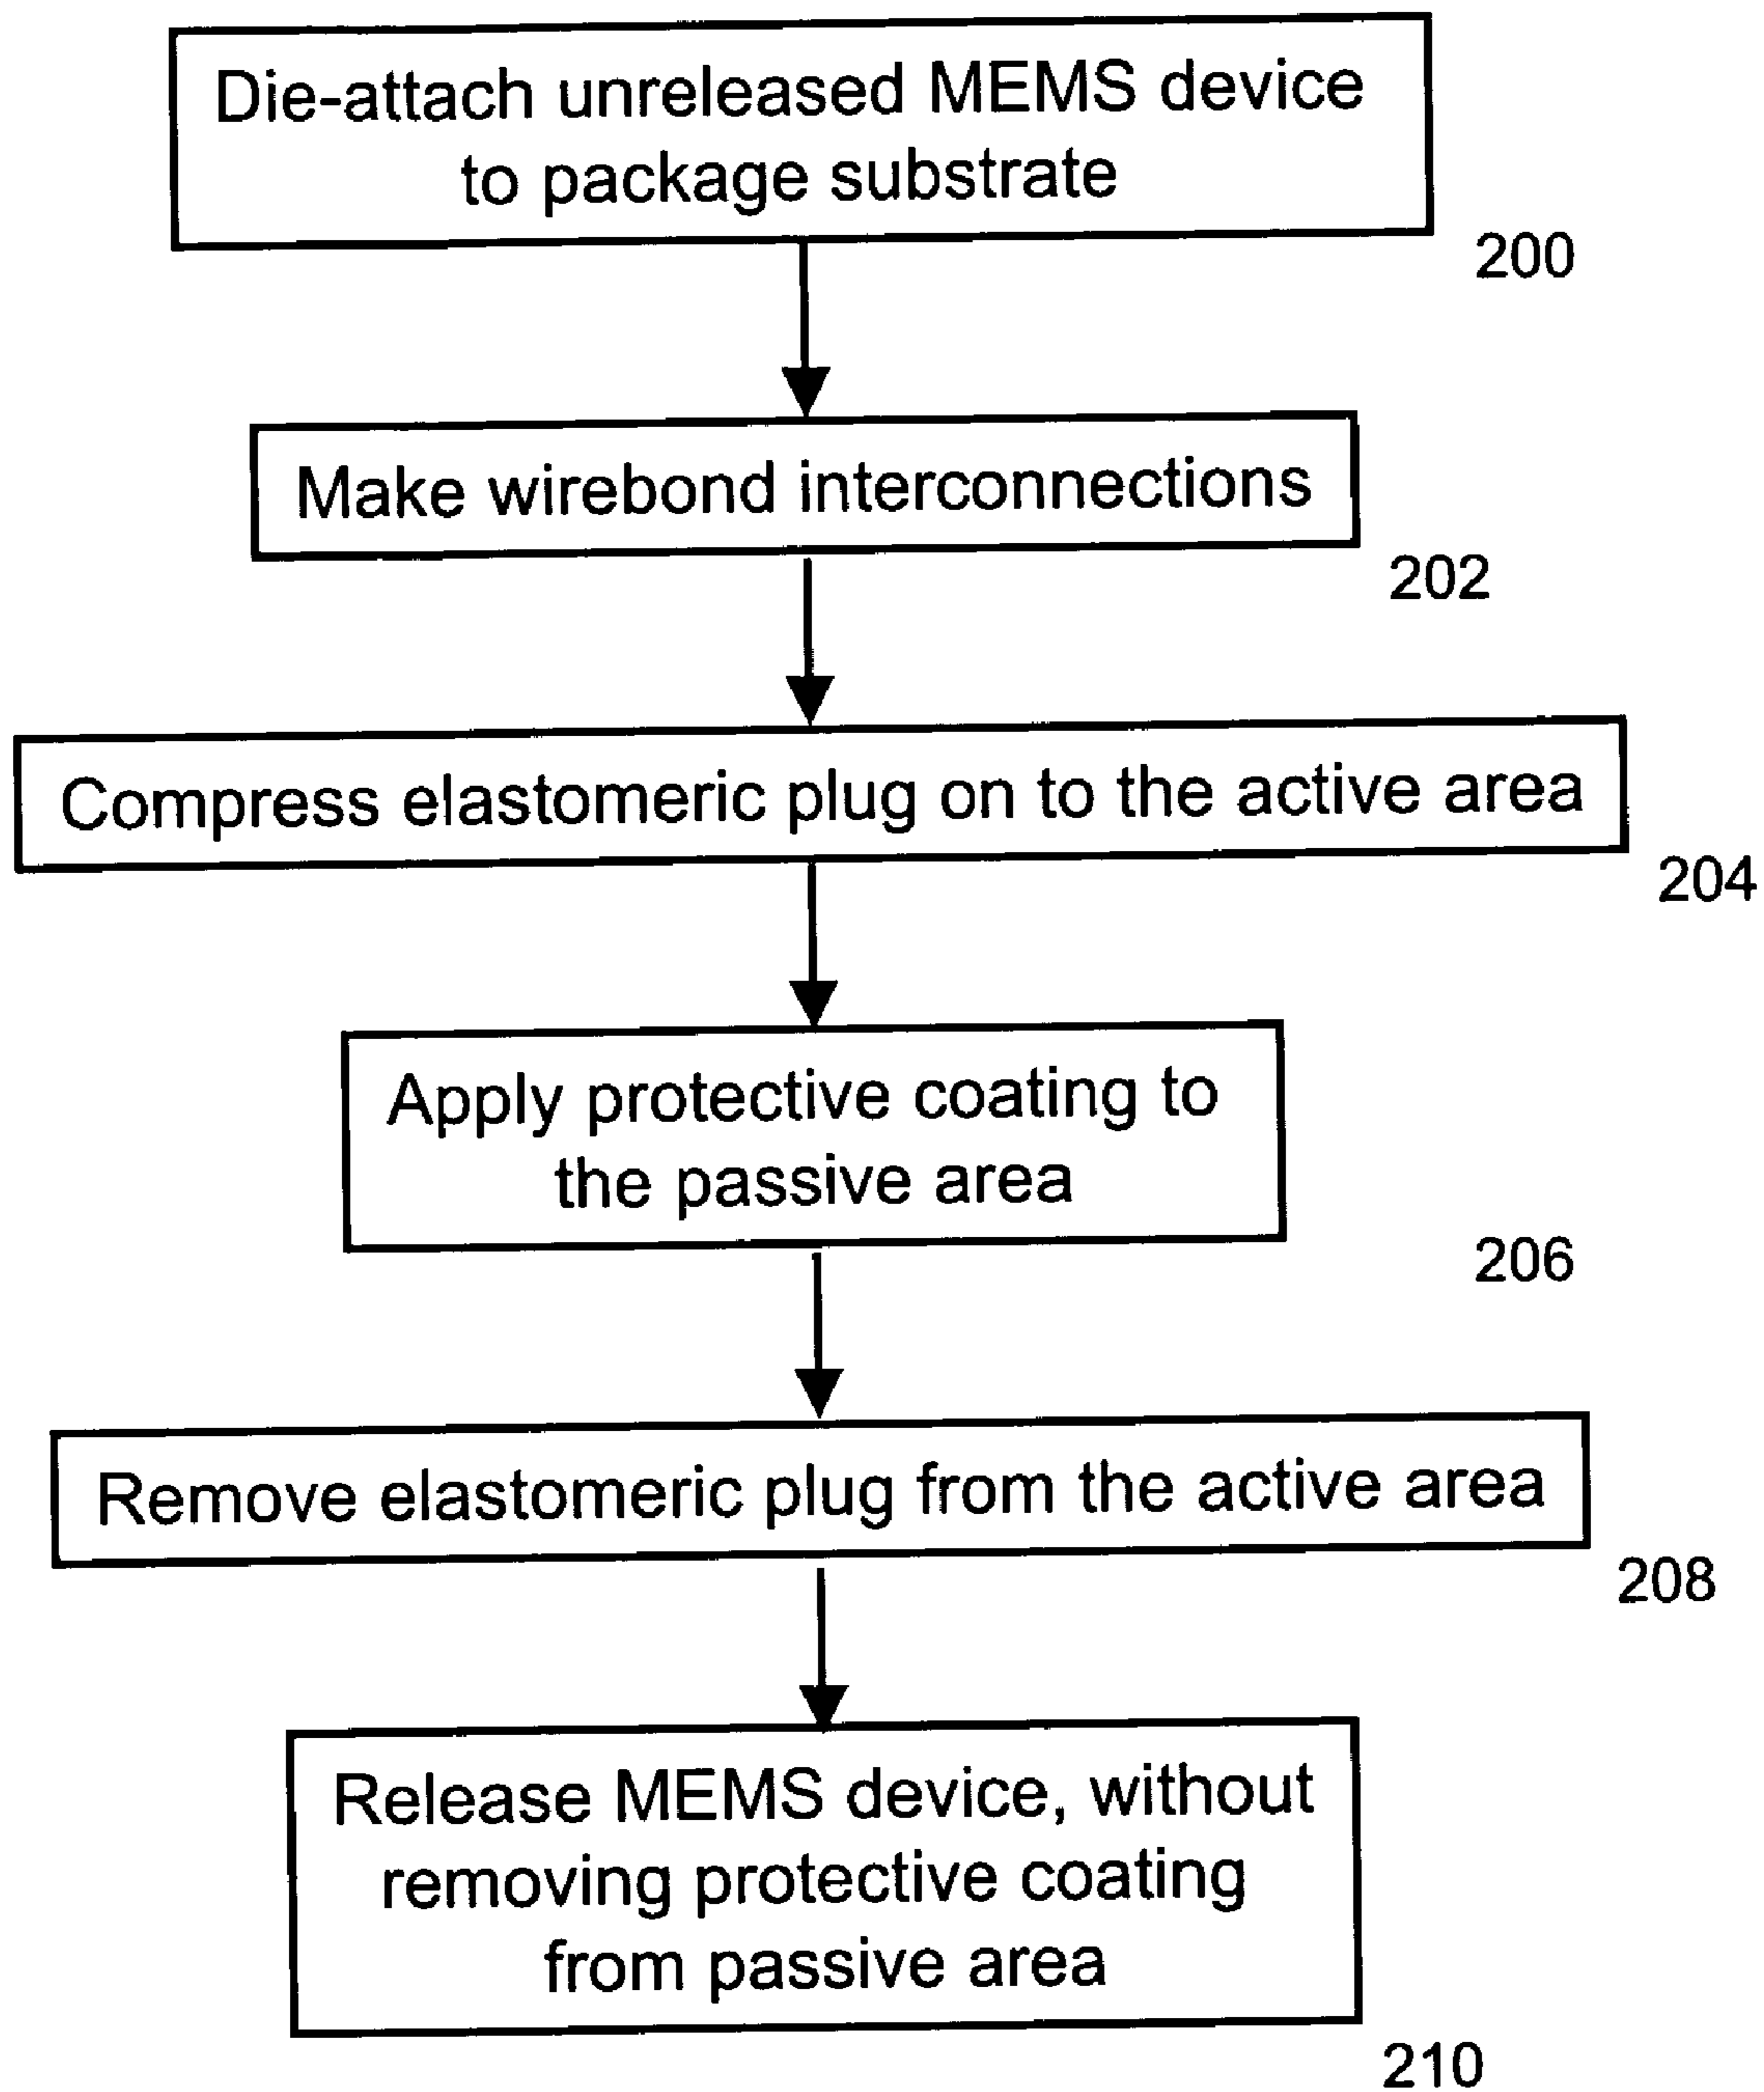 Die-attach unreleased MEMS device
to package substrate
200
Make wirebond interconnections
202
Compress elastomeric plug on to the active area
204
Apply protective coating to
the passive area
206
Remove elastomeric plug from the active area
208
Release MEMS device, without
removing protective coating
from passive area
210